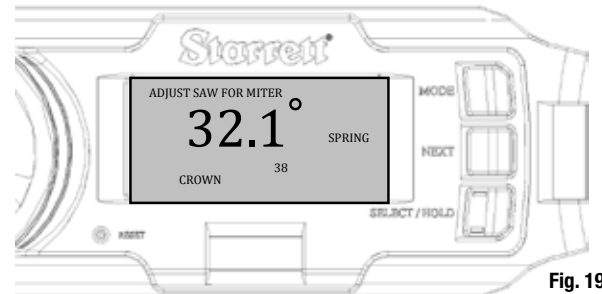 Starrett
ADJUST SAW FOR MITER
32.1°
SPRING
38
CROWN
MODE
NEXT
SELECT / HOLD
RESET
Fig. 19